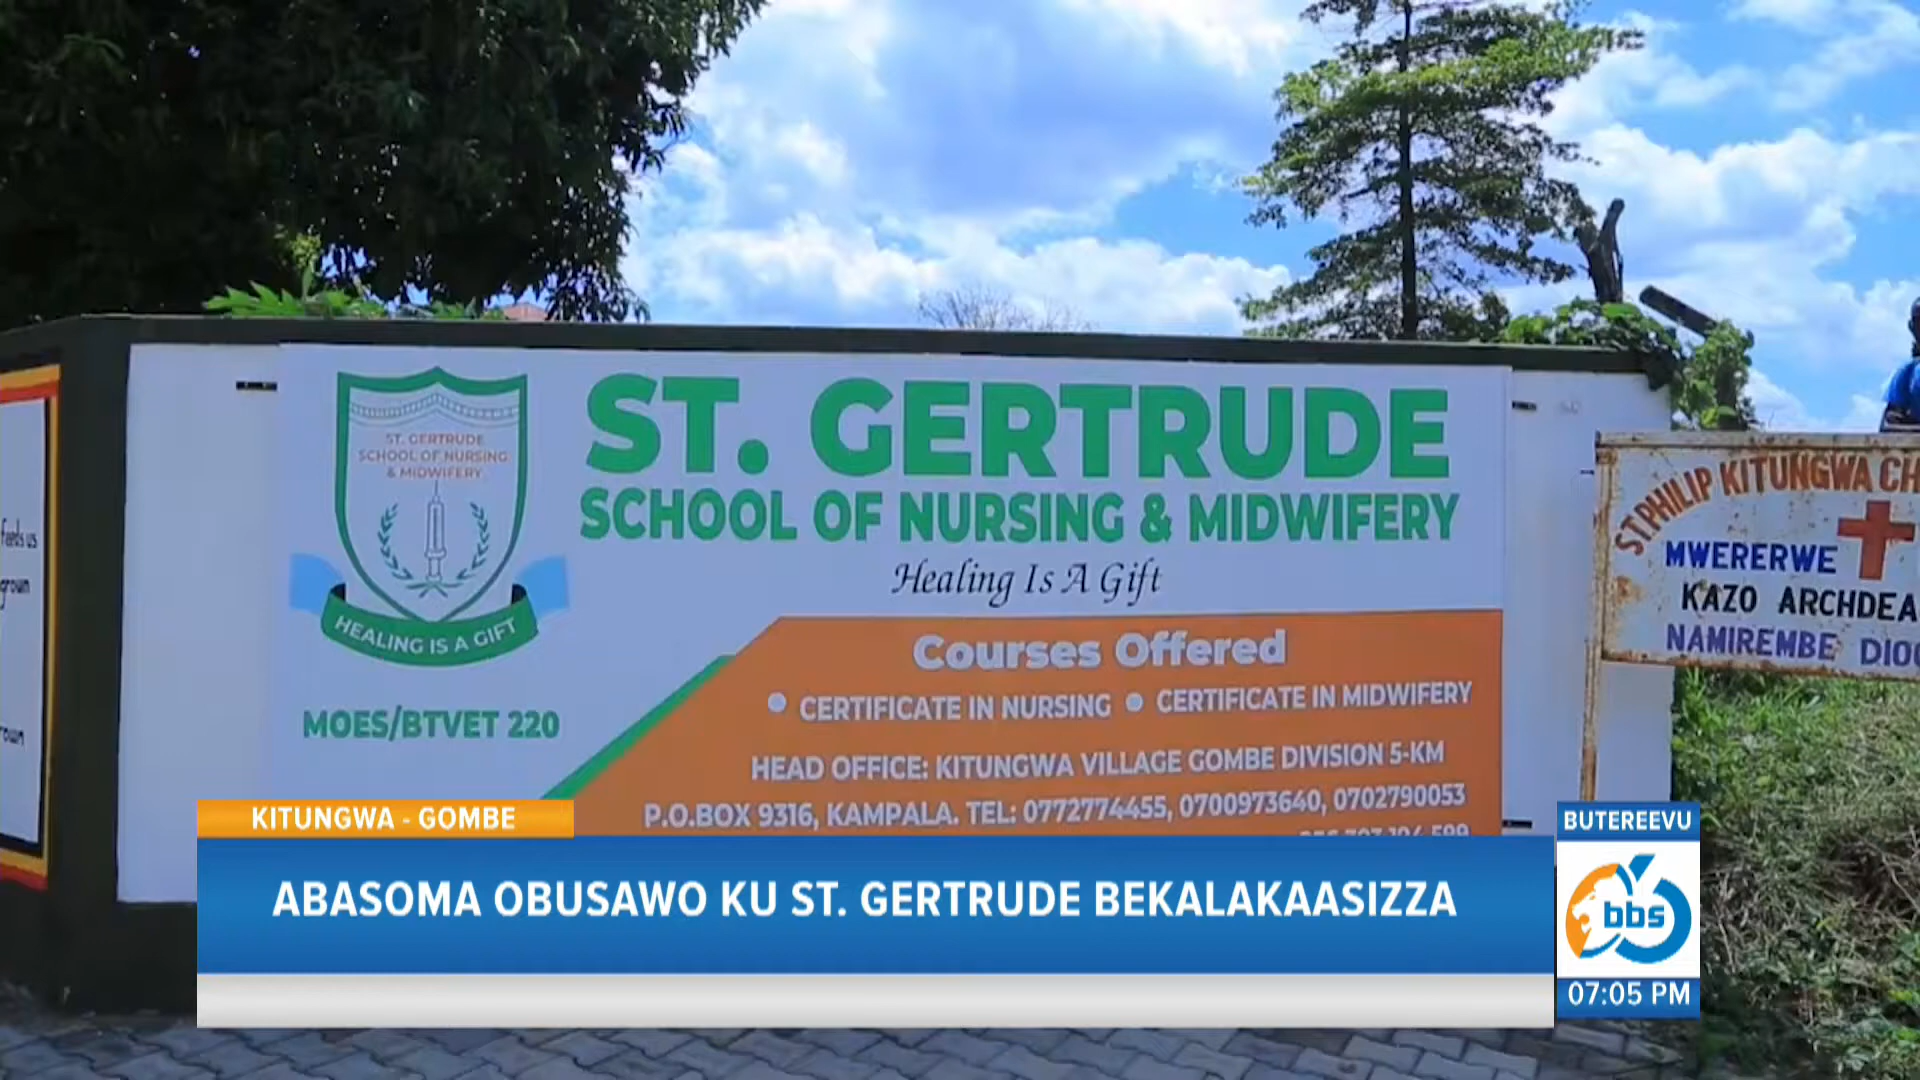 ST. GERTRUDE
SCHOOL OF NURSING & MIDWIFERY
Healing Is A Gift
ST. GERTRUDE
SCHOOL OF NURSING
& MIDWIFERY
HEALING IS A GIFT
MOES/BTVET 220
Courses Offered
CERTIFICATE IN NURSING
CERTIFICATE IN MIDWIFERY
HEAD OFFICE: KITUNGWA VILLAGE GOMBE DIVISION 5-KM
P.O.BOX 9316, KAMPALA. TEL: 0772774455, 0700973640, 0702790053
feeds us
grown
ST. PHILIP KITUNGWA CH
MWERERWE
KAZO ARCHDEA
NAMIREMBE DIO
KITUNGWA - GOMBE
ABASOMA OBUSAWO KU ST. GERTRUDE BEKALAKAASIZZA
BUTEREEVU
bbs
07:05 PM